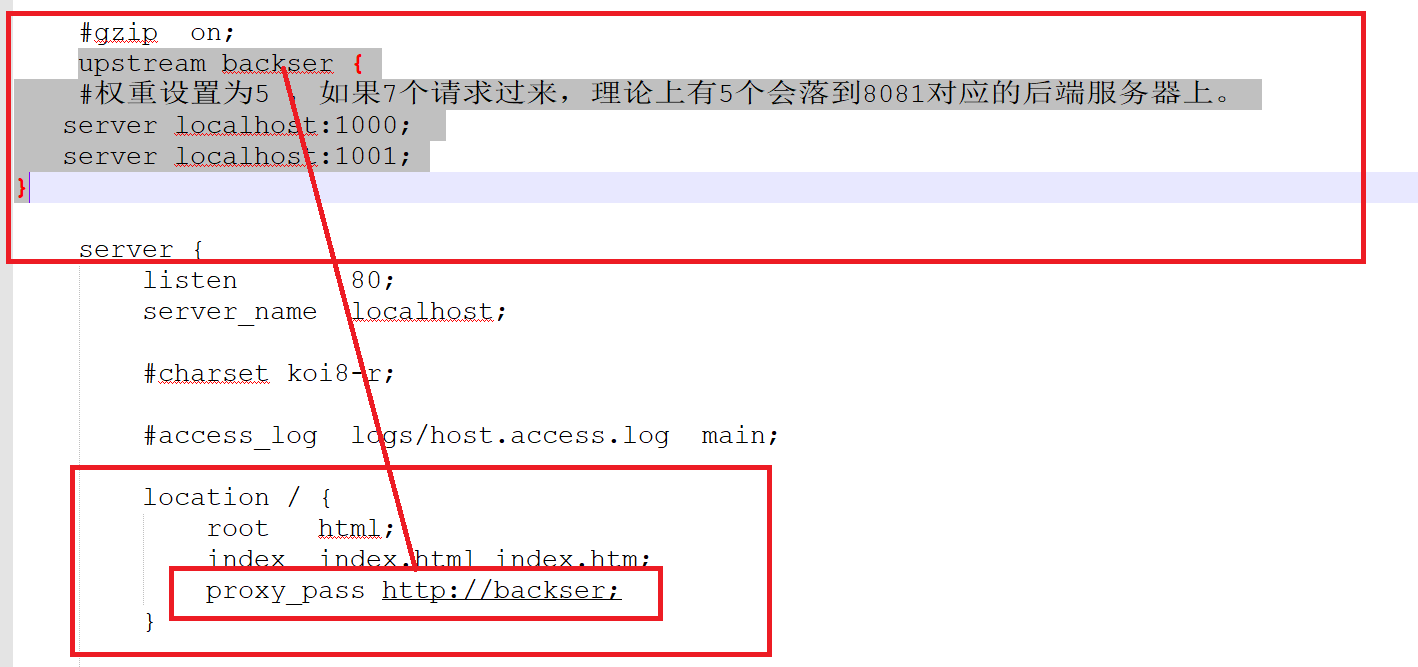 #gzip on;
upstream backser {
#权重设置为5 ，如果7个请求过来，理论上有5个会落到8081对应的后端服务器上。
server localhost:1000;
server localhost:1001;
}
server {
listen 80;
server_name localhost;
#charset koi8-r;
#access_log logs/host.access.log main;
location / {
root html;
index index.html index.htm;
proxy_pass http://backser;
}